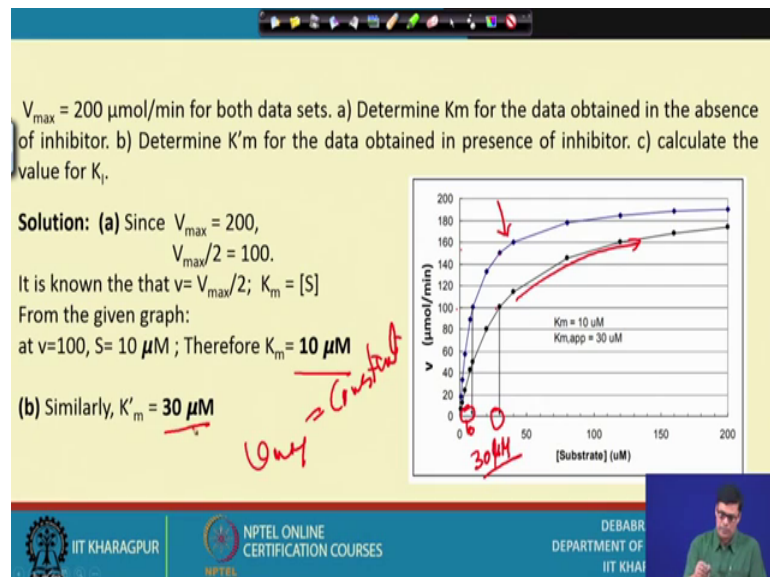 Vmax = 200 μmol/min for both data sets. a) Determine Km for the data obtained in the absence
of inhibitor. b) Determine K'm for the data obtained in presence of inhibitor. c) calculate the
value for KI.
Solution: (a) Since Vmax = 200,
Vmax/2 = 100.
It is known the that v= Vmax/2; Km = [S]
From the given graph:
at v=100, S= 10 μM ; Therefore Km= 10 μM
(b) Similarly, K'm = 30 μM
= Constant
v (μmol/min)
200
180
160
140
120
100
80
60
40
20
0
Km = 10 uM
Km,app = 30 uM
0 50 100 150 200
[Substrate] (uM)
30 μM
IIT KHARAGPUR
NPTEL
NPTEL ONLINE
CERTIFICATION COURSES
DEPARTMENT OF